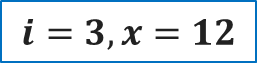 i = 3, x = 12